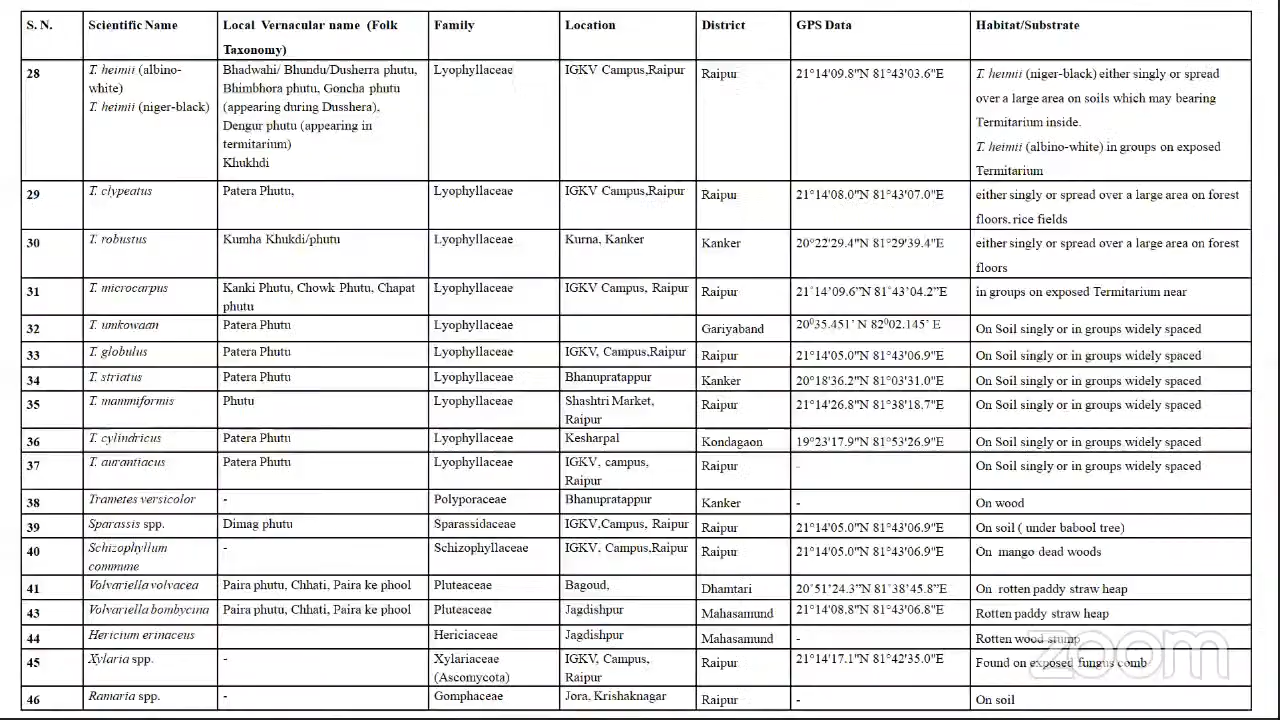 S. N. Scientific Name Local Vernacular name (Folk Taxonomy) Family Location District GPS Data Habitat/Substrate
28 T. heimii (albino-white) T. heimii (niger-black) Bhadwahi/ Bhundu/Dusherra phutu, Bhimbhora phutu, Goncha phutu (appearing during Dusshera), Dengur phutu (appearing in termitarium) Khukhdi Lyophyllaceae IGKV Campus,Raipur Raipur 21°14'09.8"N 81°43'03.6"E T. heimii (niger-black) either singly or spread over a large area on soils which may bearing Termitarium inside. T. heimii (albino-white) in groups on exposed Termitarium
29 T. clypeatus Patera Phutu, Lyophyllaceae IGKV Campus,Raipur Raipur 21°14'08.0"N 81°43'07.0"E either singly or spread over a large area on forest floors, rice fields
30 T. robustus Kumha Khukdi/phutu Lyophyllaceae Kurna, Kanker Kanker 20°22'29.4"N 81°29'39.4"E either singly or spread over a large area on forest floors
31 T. microcarpus Kanki Phutu, Chowk Phutu, Chapat phutu Lyophyllaceae IGKV Campus, Raipur Raipur 21°14’09.6”N 81°43’04.2”E in groups on exposed Termitarium near
32 T. umkowaan Patera Phutu Lyophyllaceae Gariyaband 20⁰35.451’ N 82⁰02.145’ E On Soil singly or in groups widely spaced
33 T. globulus Patera Phutu Lyophyllaceae IGKV, Campus,Raipur Raipur 21°14'05.0"N 81°43'06.9"E On Soil singly or in groups widely spaced
34 T. striatus Patera Phutu Lyophyllaceae Bhanupratappur Kanker 20°18'36.2"N 81°03'31.0"E On Soil singly or in groups widely spaced
35 T. mammiformis Phutu Lyophyllaceae Shashtri Market, Raipur Raipur 21°14'26.8"N 81°38'18.7"E On Soil singly or in groups widely spaced
36 T. cylindricus Patera Phutu Lyophyllaceae Kesharpal Kondagaon 19°23'17.9"N 81°53'26.9"E On Soil singly or in groups widely spaced
37 T. aurantiacus Patera Phutu Lyophyllaceae IGKV, campus, Raipur Raipur - On Soil singly or in groups widely spaced
38 Trametes versicolor - Polyporaceae Bhanupratappur Kanker - On wood
39 Sparassis spp. Dimag phutu Sparassidaceae IGKV,Campus, Raipur Raipur 21°14'05.0"N 81°43'06.9"E On soil ( under babool tree)
40 Schizophyllum commune - Schizophyllaceae IGKV, Campus,Raipur Raipur 21°14'05.0"N 81°43'06.9"E On mango dead woods
41 Volvariella volvacea Paira phutu, Chhati, Paira ke phool Pluteaceae Bagoud, Dhamtari 20°51’24.3”N 81°38’45.8”E On rotten paddy straw heap
43 Volvariella bombycina Paira phutu, Chhati, Paira ke phool Pluteaceae Jagdishpur Mahasamund 21°14'08.8"N 81°43'06.8"E Rotten paddy straw heap
44 Hericium erinaceus Hericiaceae Jagdishpur Mahasamund - Rotten wood stump
45 Xylaria spp. - Xylariaceae (Ascomycota) IGKV, Campus, Raipur Raipur 21°14'17.1"N 81°42'35.0"E Found on exposed fungus comb
46 Ramaria spp. - Gomphaceae Jora, Krishaknagar Raipur - On soil
zoom